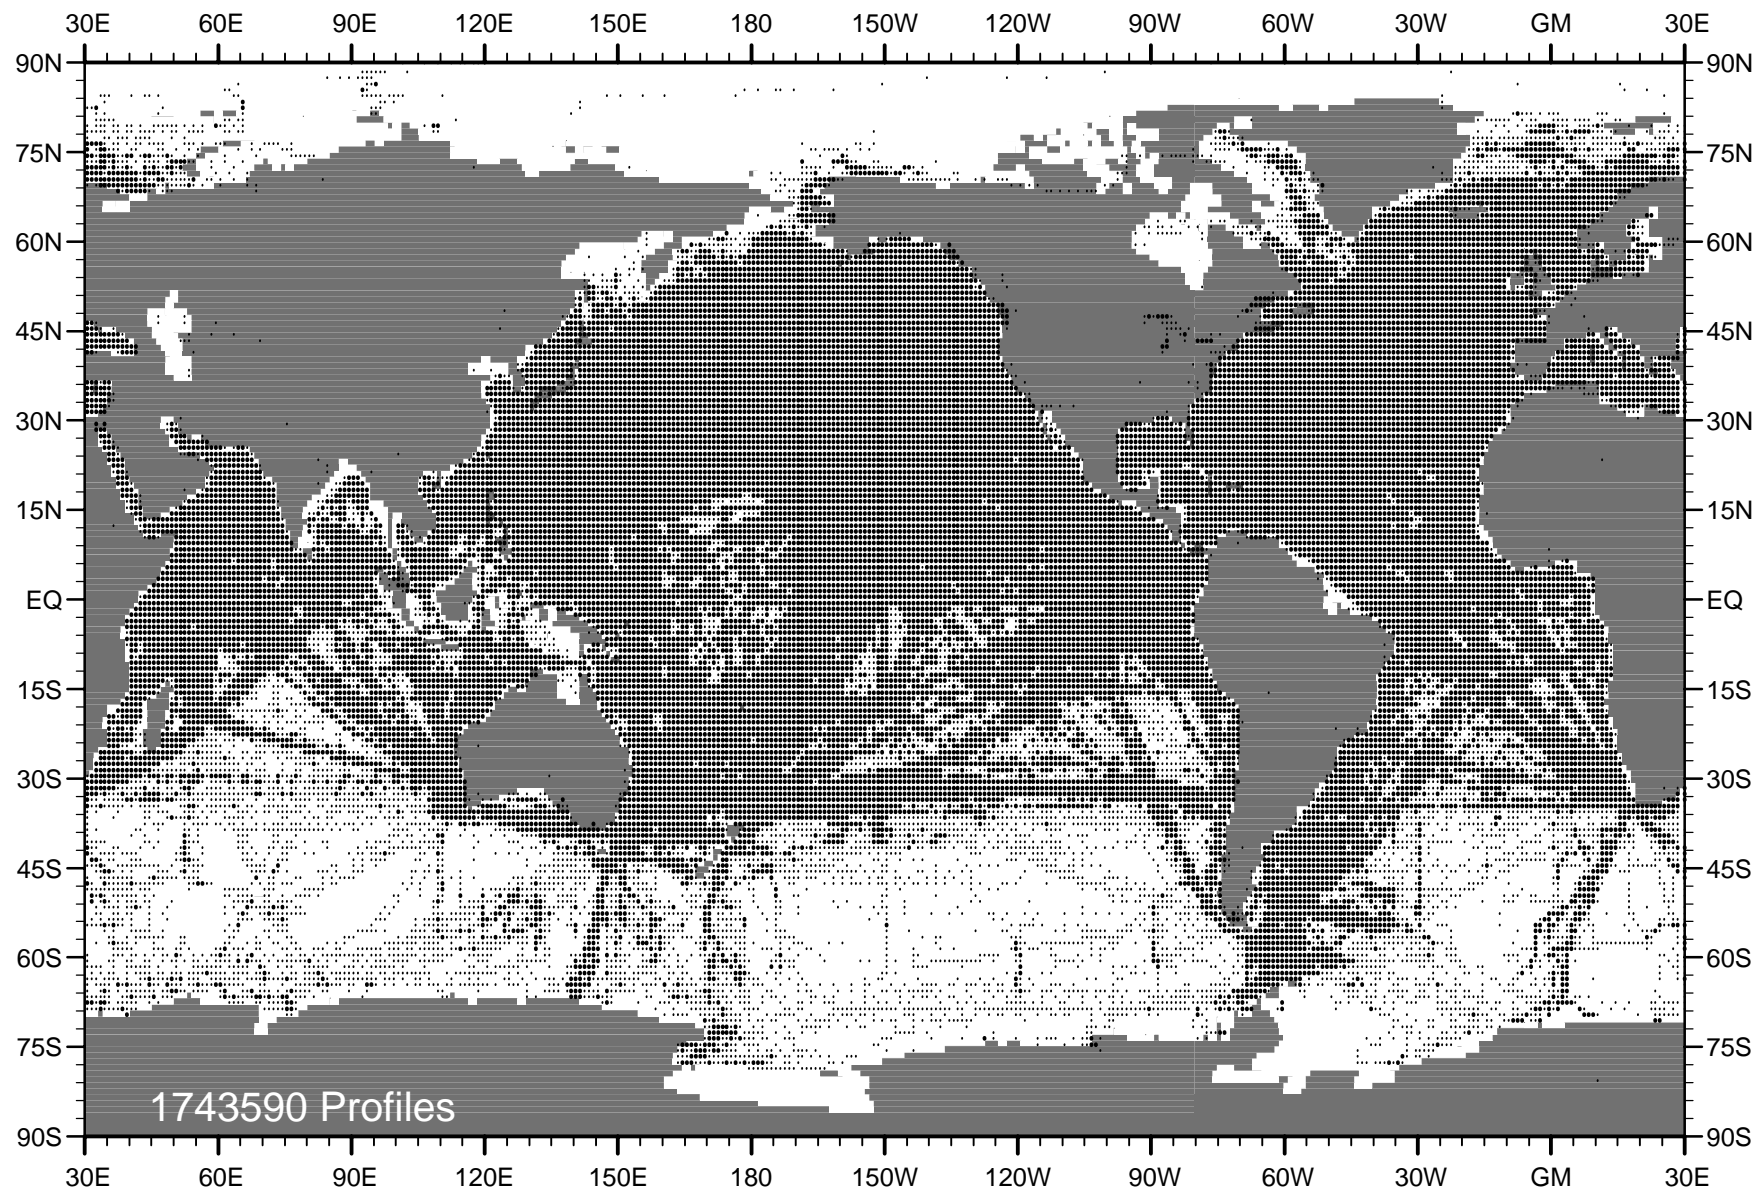 30E 60E 90E 120E 150E 180 150W 120W 90W 60W 30W GM 30E
90N 90N
75N 75N
60N 60N
45N 45N
30N 30N
15N 15N
EQ EQ
15S 15S
30S 30S
45S 45S
60S 60S
75S 75S
1743590 Profiles
90S 90S
30E 60E 90E 120E 150E 180 150W 120W 90W 60W 30W GM 30E